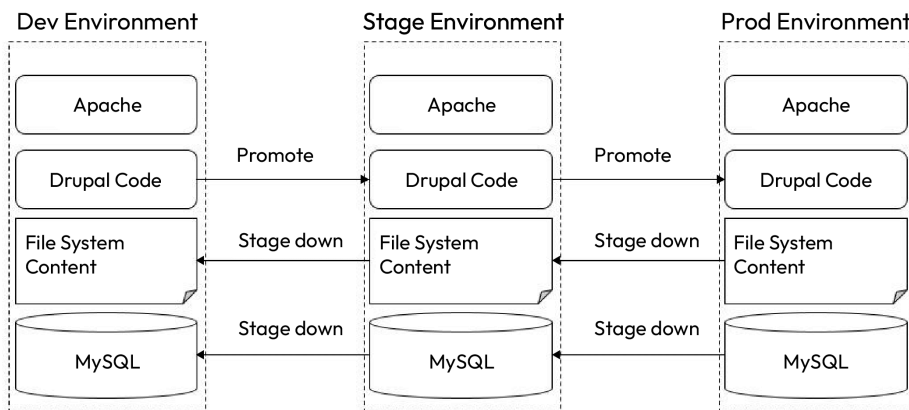 Dev Environment
Stage Environment
Prod Environment
Apache
Apache
Apache
Promote
Promote
Drupal Code
Drupal Code
Drupal Code
File System
Content
Stage down
File System
Content
Stage down
File System
Content
Stage down
Stage down
MySQL
MySQL
MySQL